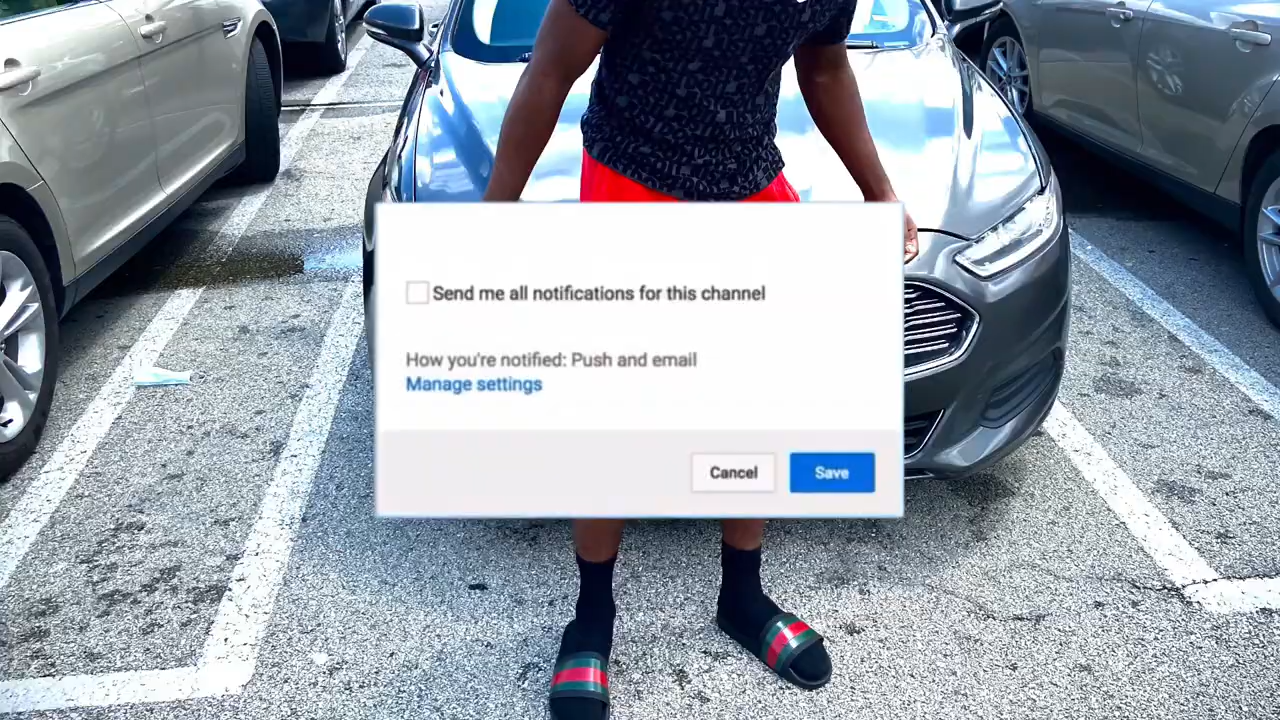 Send me all notifications for this channel
How you're notified: Push and email
Manage settings
Cancel
Save